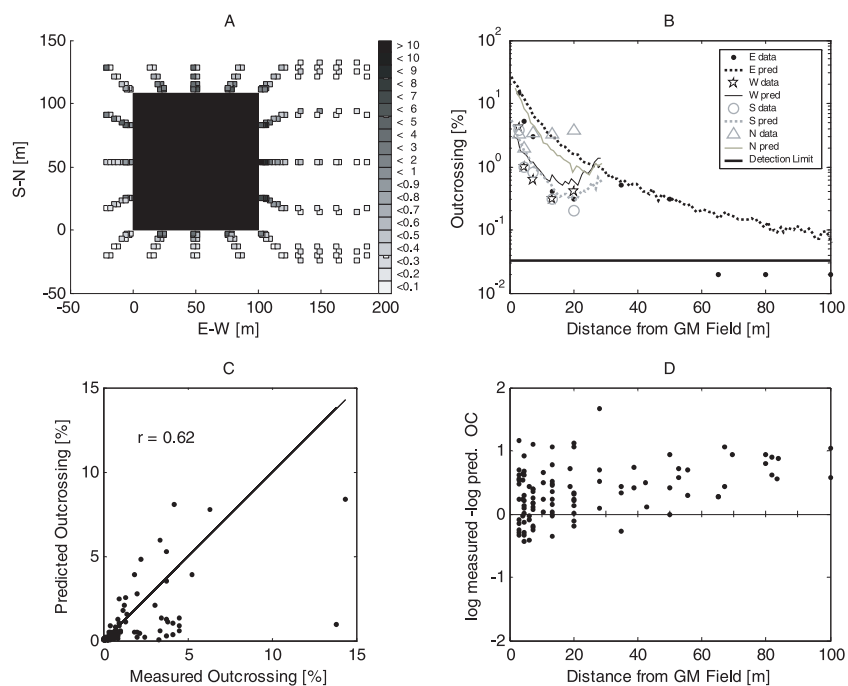 A
150
100
50
0
-50
S-N [m]
-50
0
50
100
150
200
E-W [m]
> 10
< 10
< 9
< 8
< 7
< 6
< 5
< 4
< 3
< 2
< 1
<0.9
<0.8
<0.7
<0.6
<0.5
<0.4
<0.3
<0.2
<0.1
B
10^2
10^1
10^0
10^-1
10^-2
Outcrossing [%]
0
20
40
60
80
100
Distance from GM Field [m]
E data
E pred
W data
W pred
S data
S pred
N data
N pred
Detection Limit
C
15
10
5
0
Predicted Outcrossing [%]
r = 0.62
0
5
10
15
Measured Outcrossing [%]
D
2
1
0
-1
-2
log measured -log pred. OC
0
20
40
60
80
100
Distance from GM Field [m]